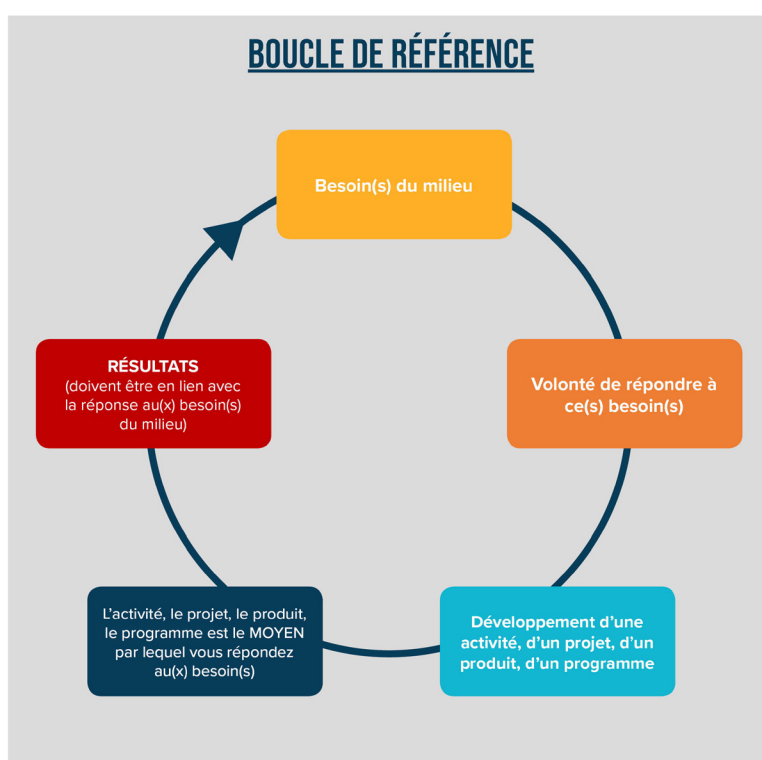 BOUCLE DE RÉFÉRENCE
Besoin(s) du milieu
Volonté de répondre à
ce(s) besoin(s)
Développement d’une
activité, d’un projet, d’un
produit, d’un programme
L’activité, le projet, le produit,
le programme est le MOYEN
par lequel vous répondez
au(x) besoin(s)
RÉSULTATS
(doivent être en lien avec
la réponse au(x) besoin(s)
du milieu)